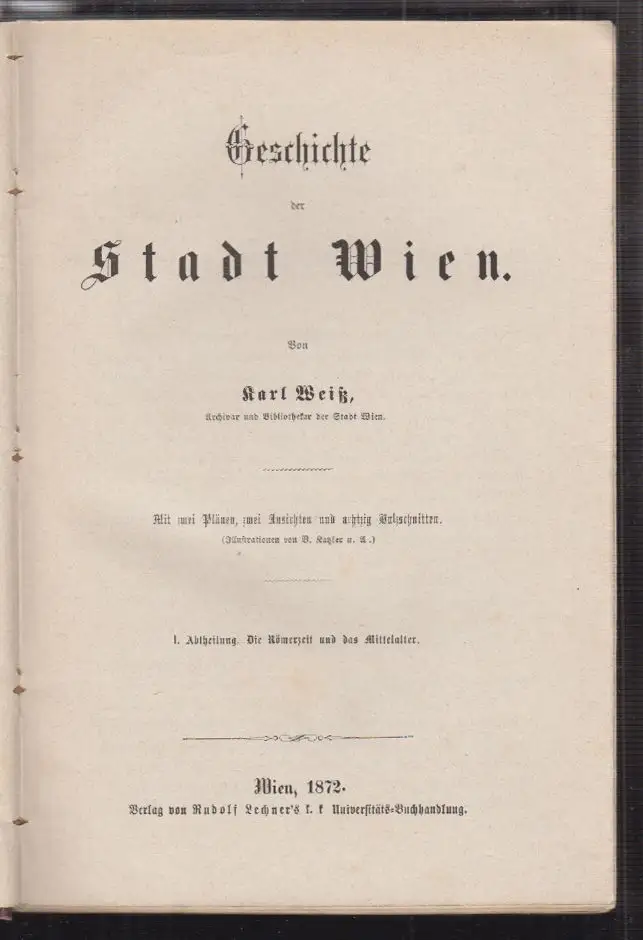 Geschichte
der
Stadt Wien.
Von
Karl Weiß,
Archivar und Bibliothekar der Stadt Wien.
Mit zwei Plänen, zwei Ansichten und achtzig Holzschnitten.
(Illustrationen von V. Katzler u. A.)
I. Abtheilung. Die Römerzeit und das Mittelalter.
Wien, 1872.
Verlag von Rudolf Lechner's k. k Universitäts-Buchhandlung.